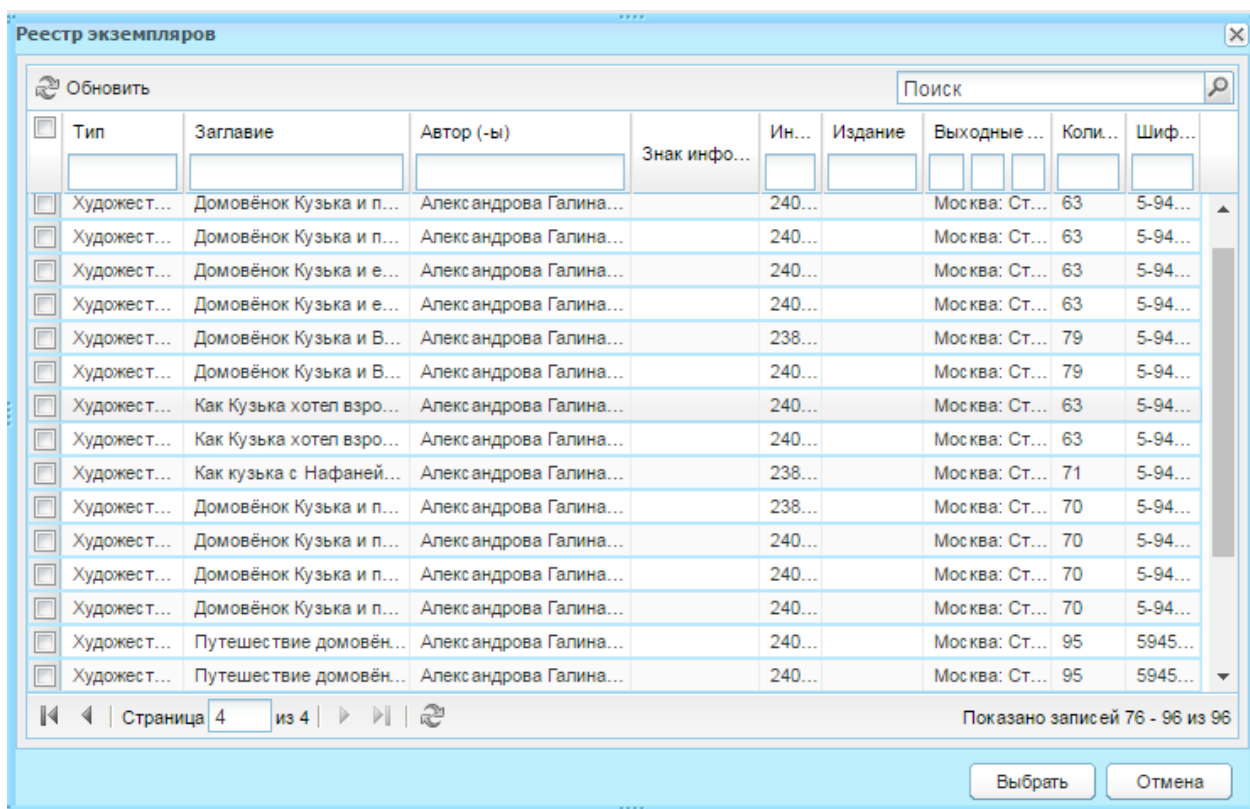 Реестр экземпляров
Обновить Поиск
Тип Заглавие Автор (-ы) Знак инфо... Ин... Издание Выходные ... Коли... Шиф...
Художест... Домовёнок Кузька и п... Александрова Галина... 240... Москва: Ст... 63 5-94...
Художест... Домовёнок Кузька и п... Александрова Галина... 240... Москва: Ст... 63 5-94...
Художест... Домовёнок Кузька и е... Александрова Галина... 240... Москва: Ст... 63 5-94...
Художест... Домовёнок Кузька и е... Александрова Галина... 240... Москва: Ст... 63 5-94...
Художест... Домовёнок Кузька и В... Александрова Галина... 238... Москва: Ст... 79 5-94...
Художест... Домовёнок Кузька и В... Александрова Галина... 240... Москва: Ст... 79 5-94...
Художест... Как Кузька хотел взро... Александрова Галина... 240... Москва: Ст... 63 5-94...
Художест... Как Кузька хотел взро... Александрова Галина... 240... Москва: Ст... 63 5-94...
Художест... Как кузька с Нафаней... Александрова Галина... 238... Москва: Ст... 71 5-94...
Художест... Домовёнок Кузька и п... Александрова Галина... 238... Москва: Ст... 70 5-94...
Художест... Домовёнок Кузька и п... Александрова Галина... 240... Москва: Ст... 70 5-94...
Художест... Домовёнок Кузька и п... Александрова Галина... 240... Москва: Ст... 70 5-94...
Художест... Домовёнок Кузька и п... Александрова Галина... 240... Москва: Ст... 70 5-94...
Художест... Путешествие домовён... Александрова Галина... 240... Москва: Ст... 95 5945...
Художест... Путешествие домовён... Александрова Галина... 240... Москва: Ст... 95 5945...
Страница 4 из 4 Показано записей 76 - 96 из 96
Выбрать Отмена